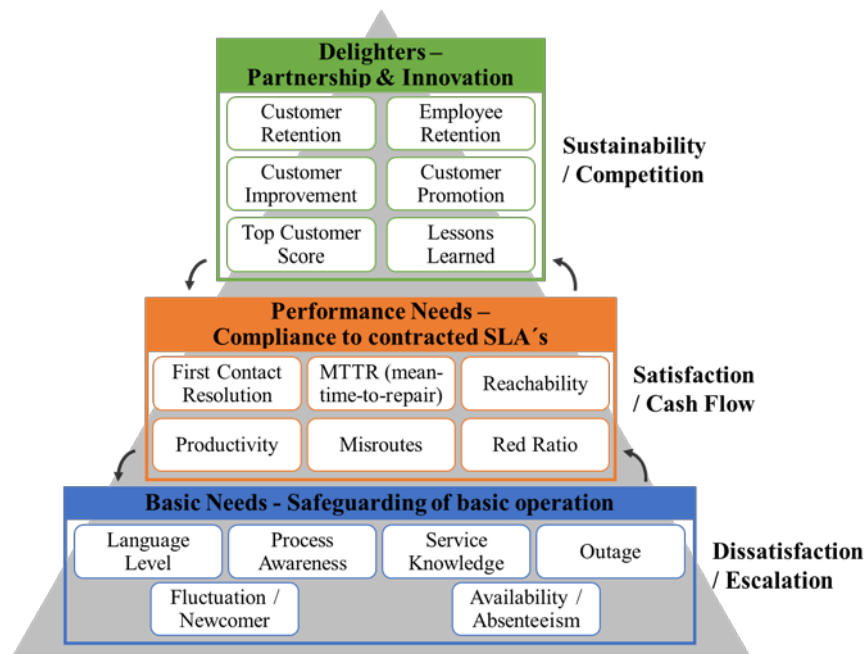 Delighters –
Partnership & Innovation
Customer
Retention
Employee
Retention
Customer
Improvement
Customer
Promotion
Top Customer
Score
Lessons
Learned
Sustainability
/ Competition
Performance Needs –
Compliance to contracted SLA´s
First Contact
Resolution
MTTR (mean-
time-to-repair)
Reachability
Productivity
Misroutes
Red Ratio
Satisfaction
/ Cash Flow
Basic Needs - Safeguarding of basic operation
Language
Level
Process
Awareness
Service
Knowledge
Outage
Fluctuation /
Newcomer
Availability /
Absenteeism
Dissatisfaction
/ Escalation